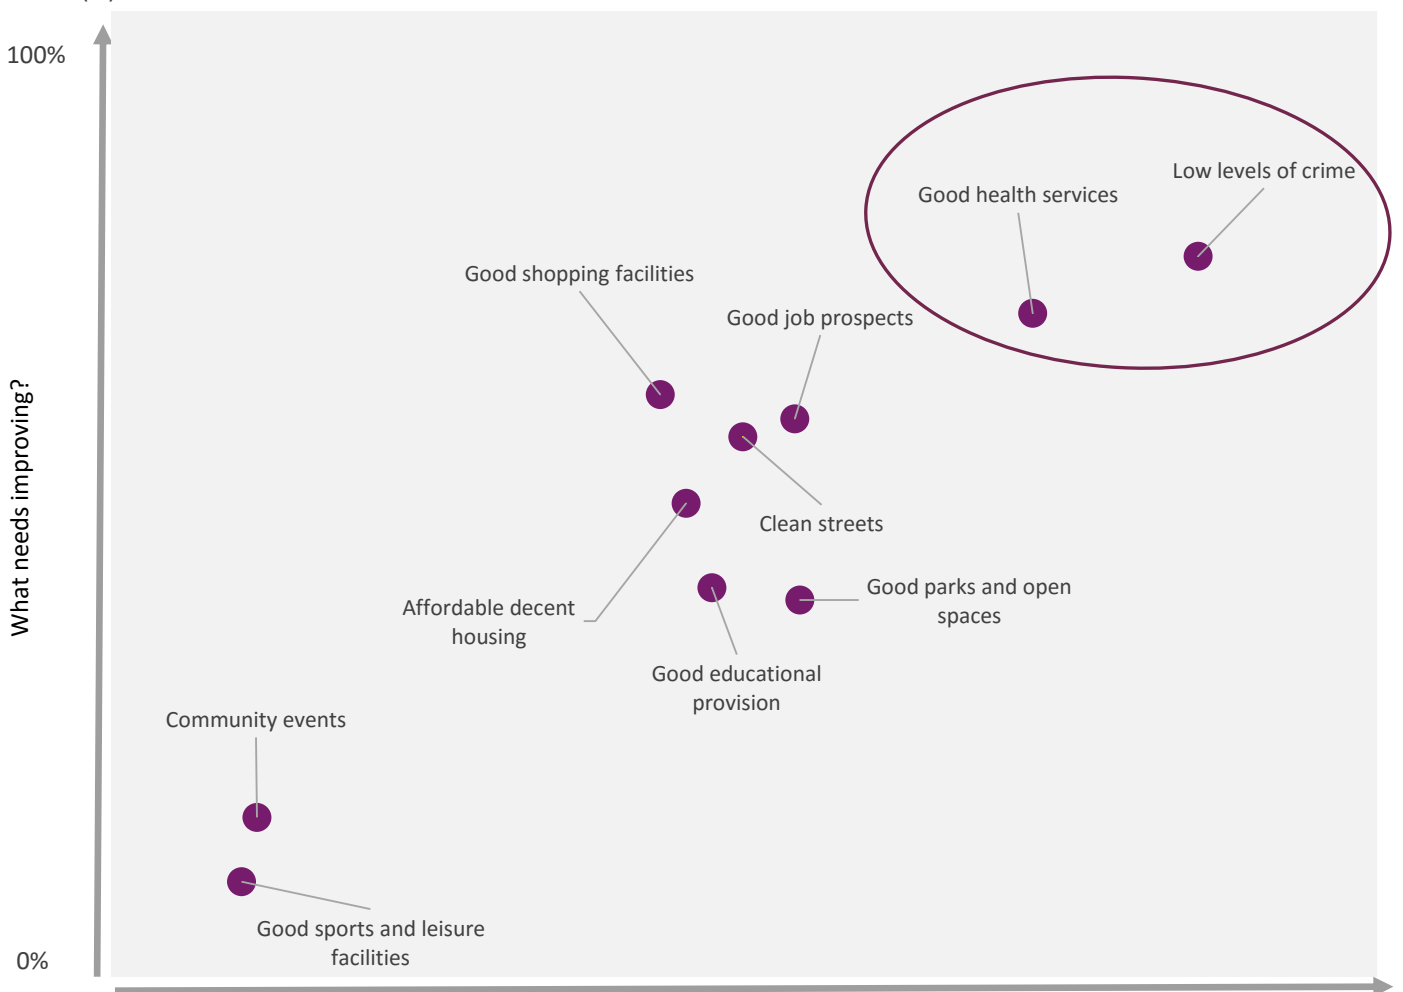 100%
Low levels of crime
Good health services
Good shopping facilities
Good job prospects
What needs improving?
Clean streets
Good parks and open
spaces
Affordable decent
housing
Good educational
provision
Community events
Good sports and leisure
facilities
0%